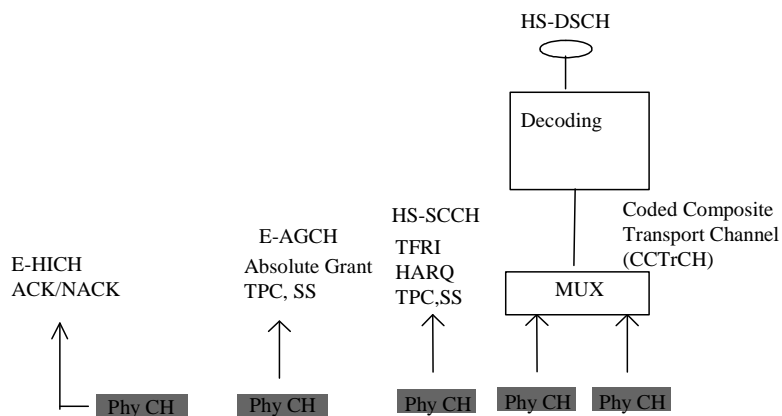 HS-DSCH
Decoding
Coded Composite
Transport Channel
(CCTrCH)
HS-SCCH
TFRI
HARQ
TPC,SS
E-AGCH
Absolute Grant
TPC, SS
E-HICH
ACK/NACK
MUX
Phy CH
Phy CH
Phy CH
Phy CH
Phy CH